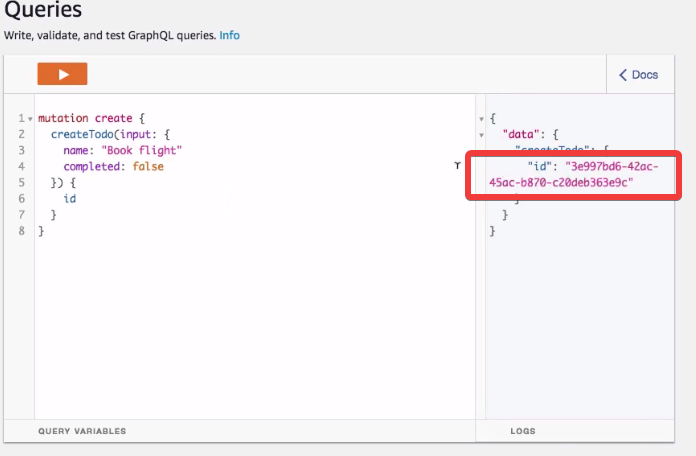 Queries
Write, validate, and test GraphQL queries. Info
Docs
1 mutation create {
2 createTodo(input: {
3 name: "Book flight"
4 completed: false
5 }) {
6 id
7 }
8 }
{
"data": {
"createTodo": {
"id": "3e997bd6-42ac-
45ac-b870-c20deb363e9c"
}
}
}
QUERY VARIABLES
LOGS